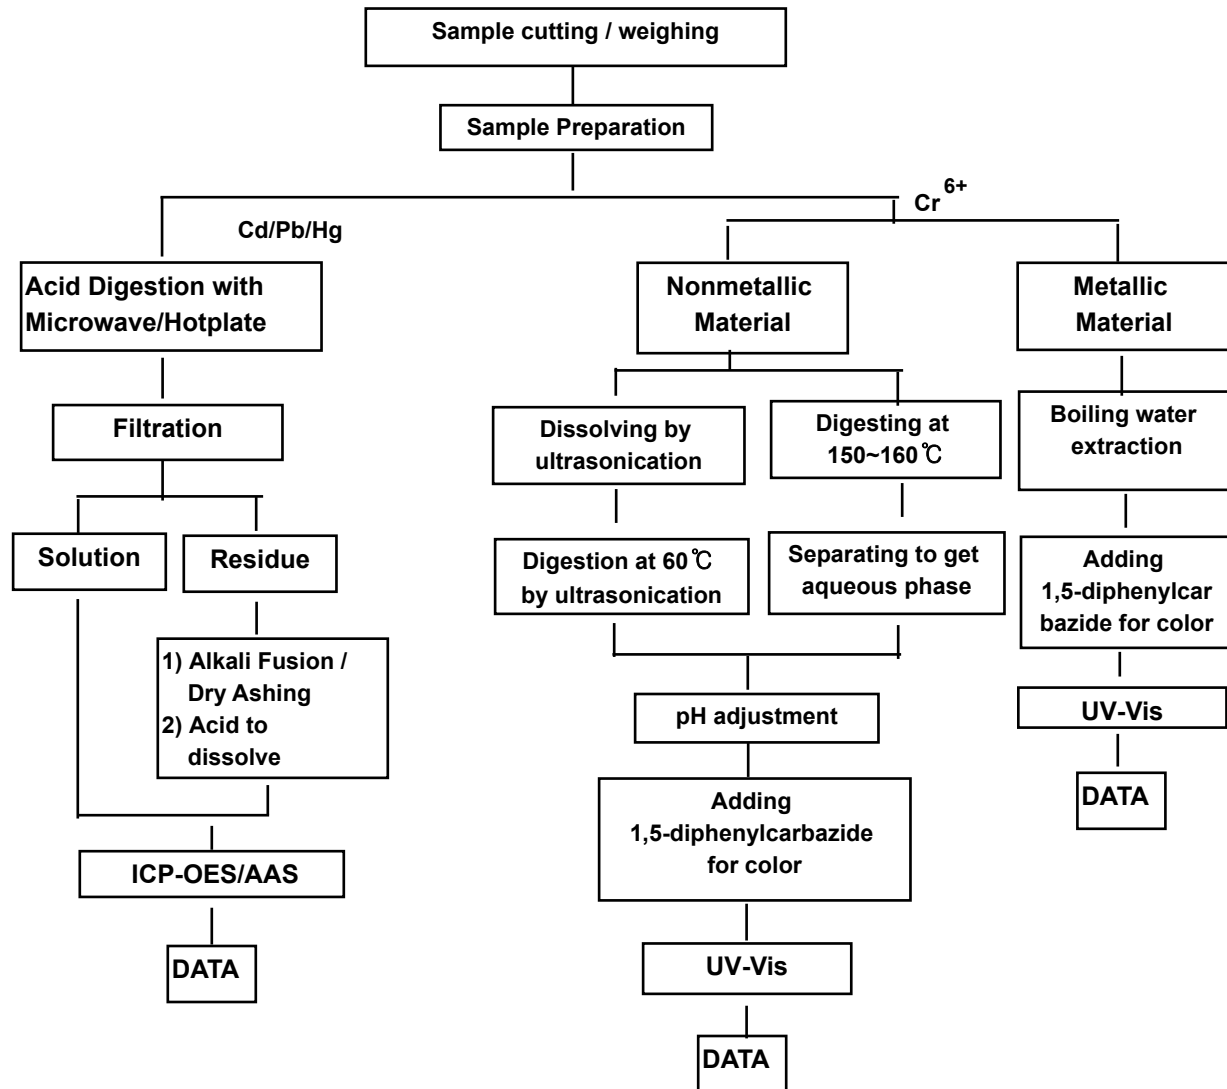 Sample cutting / weighing
Sample Preparation
Cr6+
Cd/Pb/Hg
Acid Digestion with
Microwave/Hotplate
Nonmetallic
Material
Metallic
Material
Filtration
Dissolving by
ultrasonication
Digesting at
150~160℃
Boiling water
extraction
Solution
Residue
Digestion at 60℃
by ultrasonication
Separating to get
aqueous phase
Adding
1,5-diphenylcar
bazide for color
1) Alkali Fusion /
Dry Ashing
2) Acid to
dissolve
pH adjustment
UV-Vis
DATA
Adding
1,5-diphenylcarbazide
for color
ICP-OES/AAS
DATA
UV-Vis
DATA